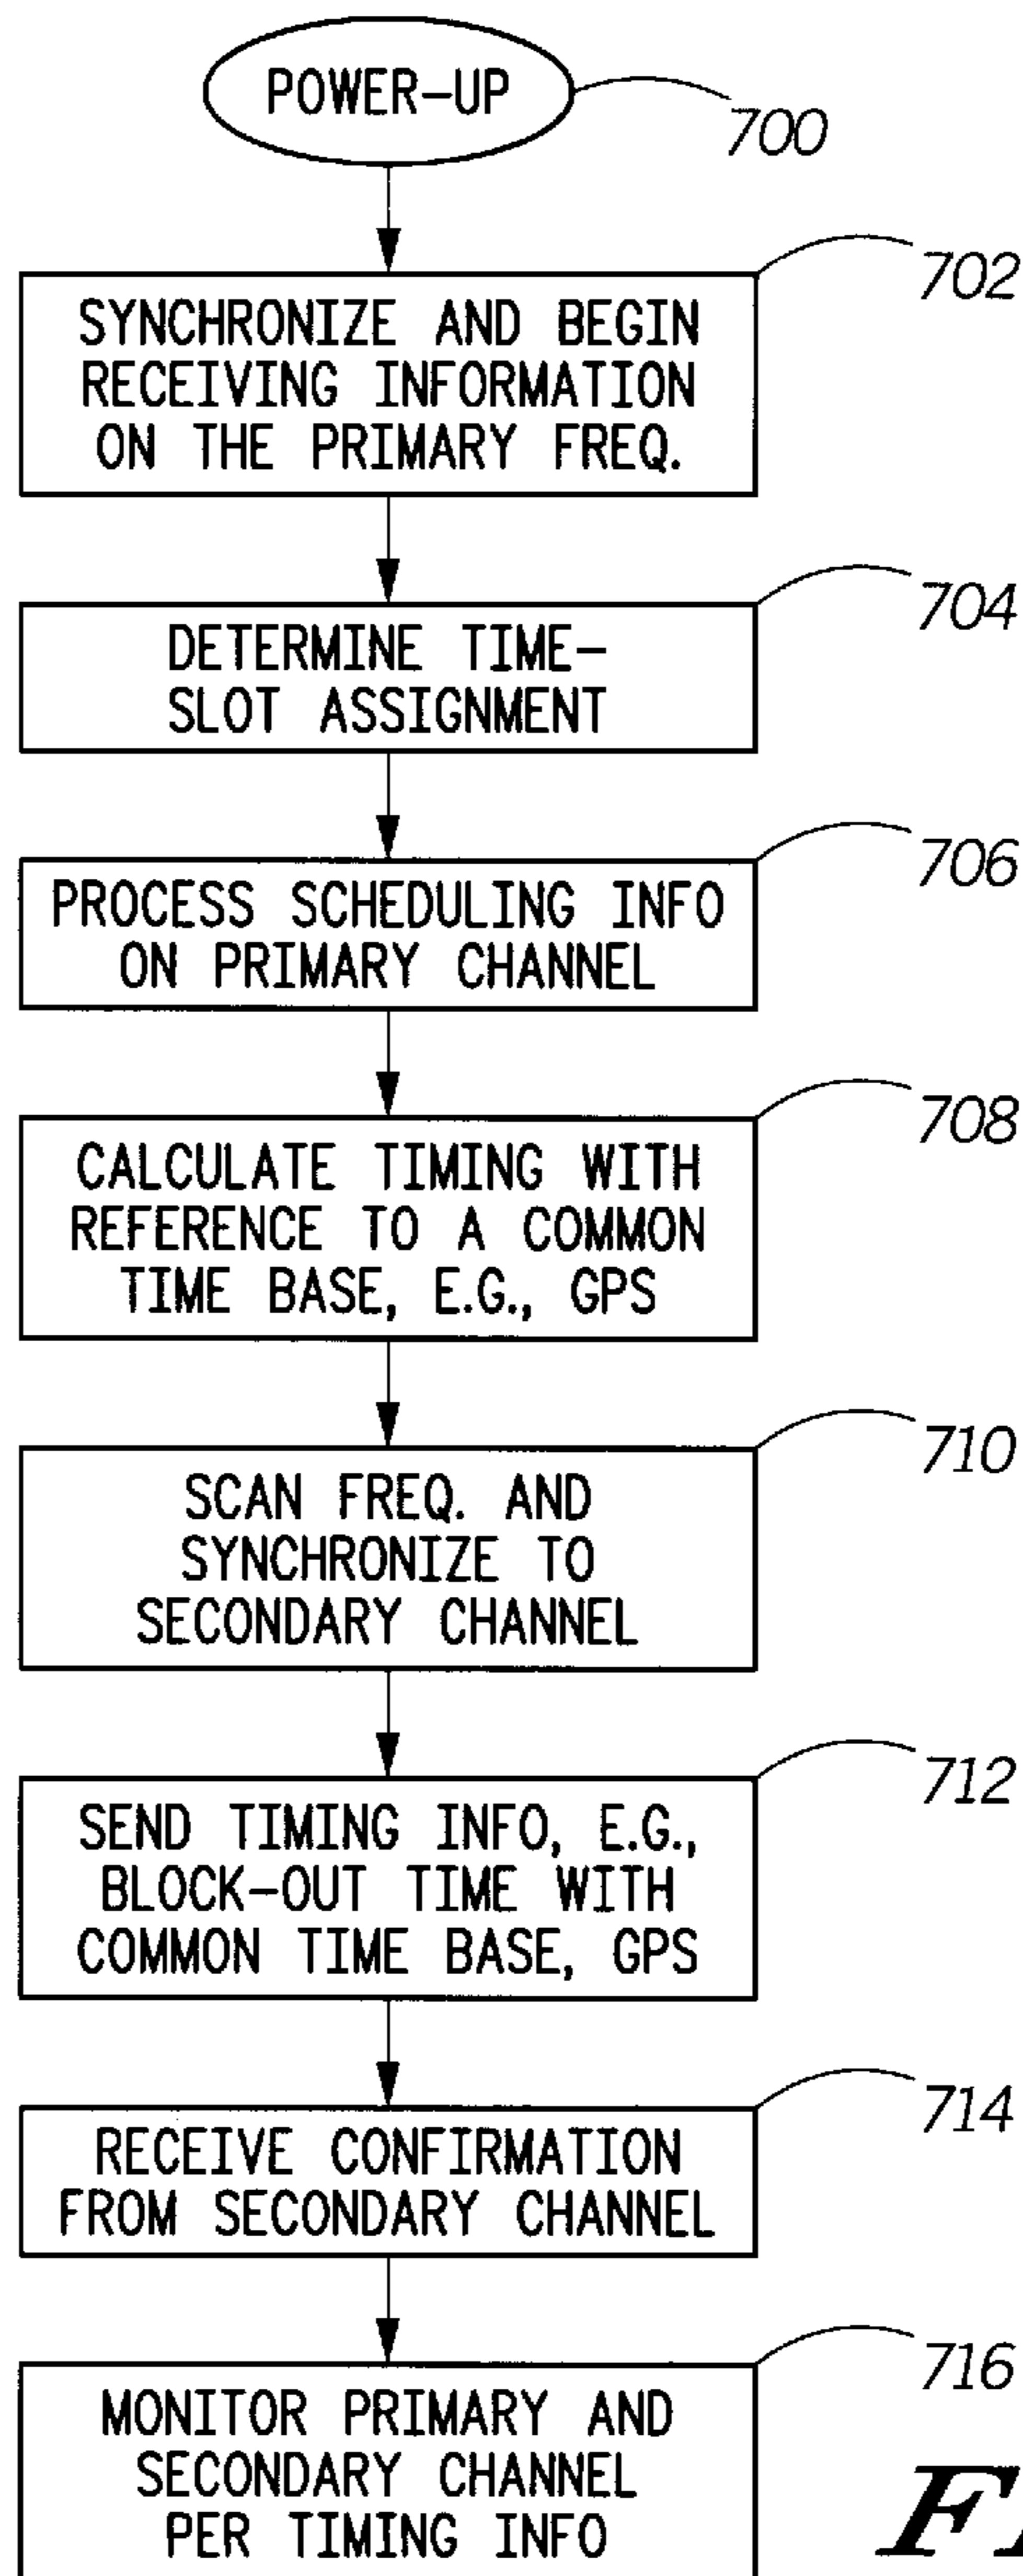 POWER-UP
700
702
SYNCHRONIZE AND BEGIN
RECEIVING INFORMATION
ON THE PRIMARY FREQ.
704
DETERMINE TIME-
SLOT ASSIGNMENT
706
PROCESS SCHEDULING INFO
ON PRIMARY CHANNEL
708
CALCULATE TIMING WITH
REFERENCE TO A COMMON
TIME BASE, E.G., GPS
710
SCAN FREQ. AND
SYNCHRONIZE TO
SECONDARY CHANNEL
712
SEND TIMING INFO, E.G.,
BLOCK-OUT TIME WITH
COMMON TIME BASE, GPS
714
RECEIVE CONFIRMATION
FROM SECONDARY CHANNEL
716
MONITOR PRIMARY AND
SECONDARY CHANNEL
PER TIMING INFO